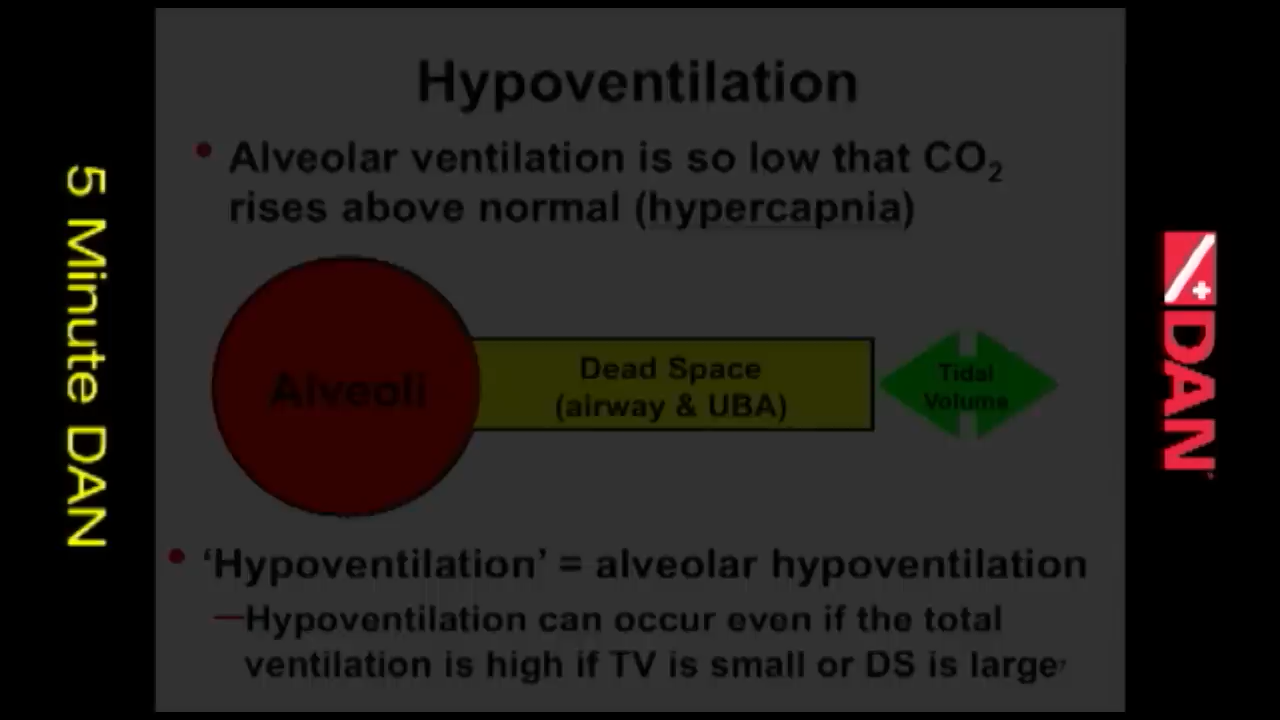 Hypoventilation
• Alveolar ventilation is so low that CO₂
rises above normal (hypercapnia)
Alveoli
Dead Space
(airway & UBA)
Tidal
Volume
• ‘Hypoventilation’ = alveolar hypoventilation
—Hypoventilation can occur even if the total
ventilation is high if TV is small or DS is large
7
5 Minute DAN
DAN